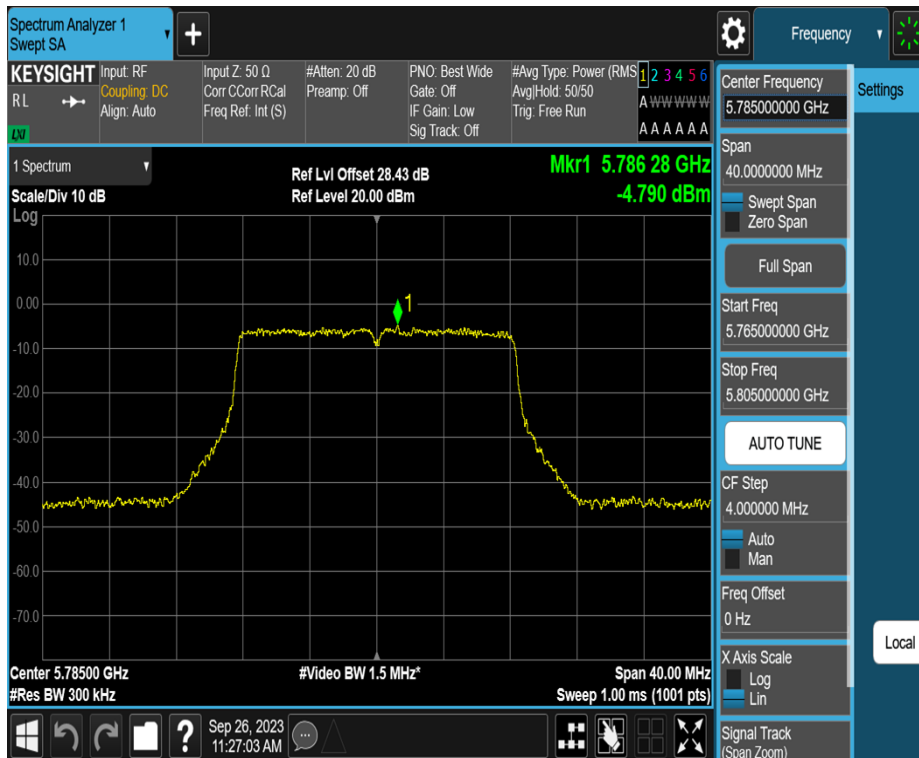 Spectrum Analyzer 1
Swept SA
Frequency
KEYSIGHT
R L
LXI
Input: RF
Coupling: DC
Align: Auto
Input Z: 50 Ω
Corr CCorr RCal
Freq Ref: Int (S)
#Atten: 20 dB
Preamp: Off
PNO: Best Wide
Gate: Off
IF Gain: Low
Sig Track: Off
#Avg Type: Power (RMS
Avg|Hold: 50/50
Trig: Free Run
1 2 3 4 5 6
A W W W W W
A A A A A A
1 Spectrum
Scale/Div 10 dB
Log
Ref Lvl Offset 28.43 dB
Ref Level 20.00 dBm
Mkr1 5.786 28 GHz
-4.790 dBm
1
10.0
0.00
-10.0
-20.0
-30.0
-40.0
-50.0
-60.0
-70.0
Center 5.78500 GHz
#Res BW 300 kHz
#Video BW 1.5 MHz*
Span 40.00 MHz
Sweep 1.00 ms (1001 pts)
Center Frequency
5.785000000 GHz
Span
40.0000000 MHz
Swept Span
Zero Span
Full Span
Start Freq
5.765000000 GHz
Stop Freq
5.805000000 GHz
AUTO TUNE
CF Step
4.000000 MHz
Auto
Man
Freq Offset
0 Hz
X Axis Scale
Log
Lin
Signal Track
(Span Zoom)
Settings
Local
?
Sep 26, 2023
11:27:03 AM